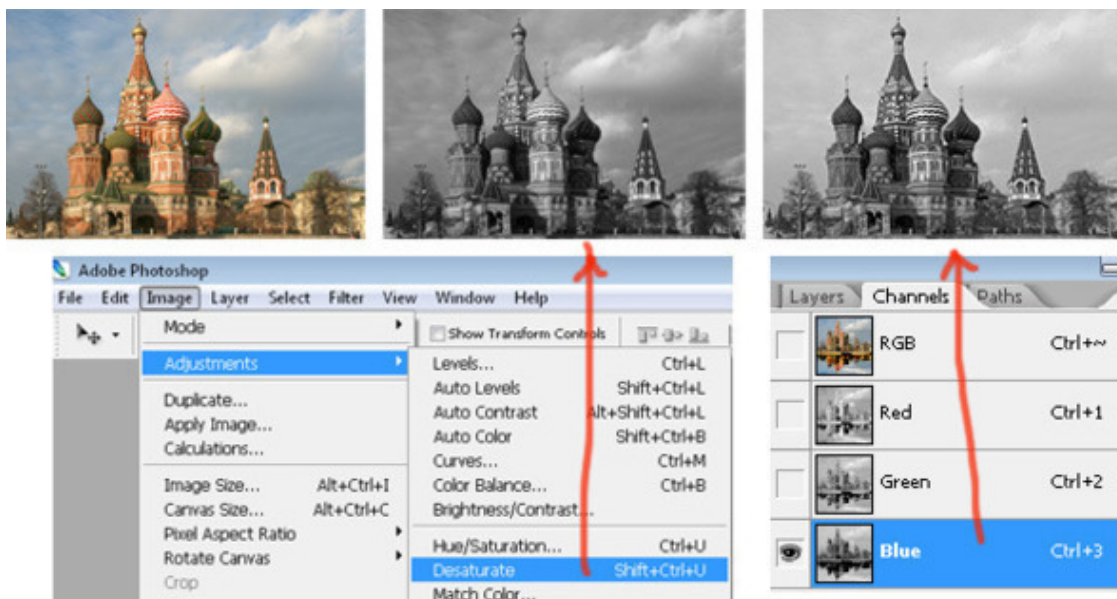 Adobe Photoshop
File Edit Image Layer Select Filter View Window Help
Mode
Adjustments
Duplicate...
Apply Image...
Calculations...
Image Size... Alt+Ctrl+I
Canvas Size... Alt+Ctrl+C
Pixel Aspect Ratio
Rotate Canvas
Crop
Show Transform Controls
Levels... Ctrl+L
Auto Levels Shift+Ctrl+L
Auto Contrast Alt+Shift+Ctrl+L
Auto Color Shift+Ctrl+B
Curves... Ctrl+M
Color Balance... Ctrl+B
Brightness/Contrast...
Hue/Saturation... Ctrl+U
Desaturate Shift+Ctrl+U
Match Color...
Layers Channels Paths
RGB Ctrl+~
Red Ctrl+1
Green Ctrl+2
Blue Ctrl+3